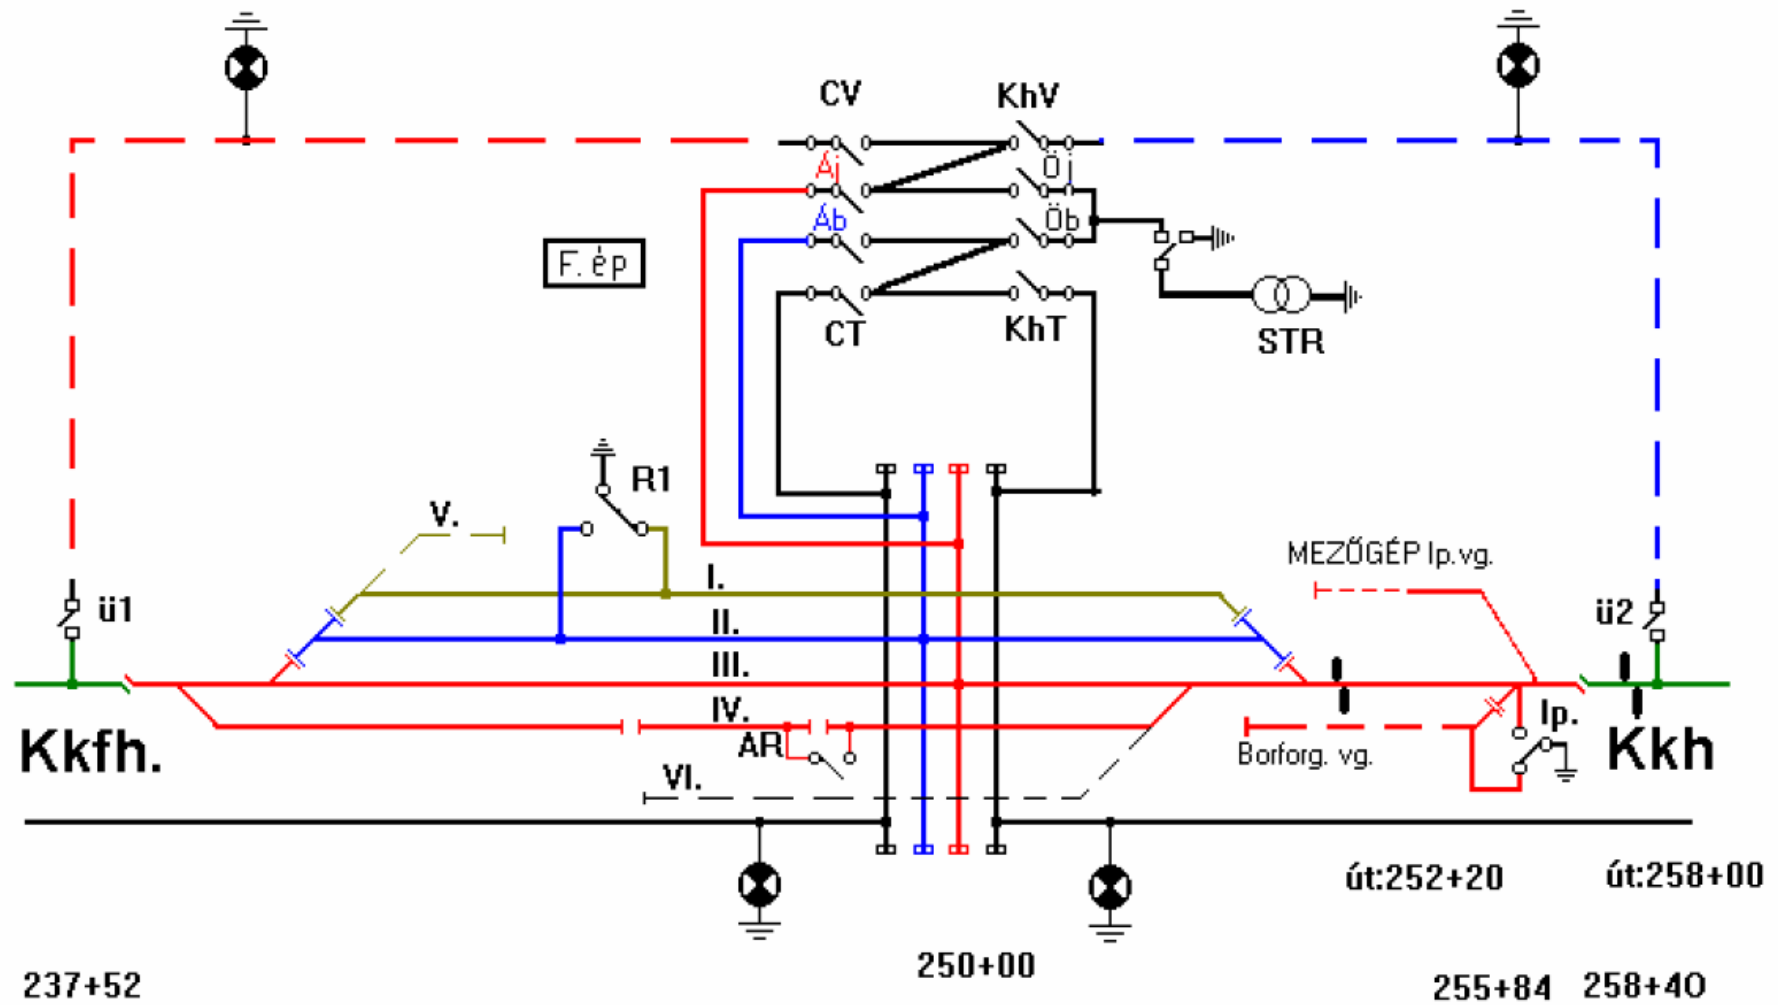 CV
KhV
Áj
Öj
Áb
Öb
F. ép
CT
KhT
STR
R1
V.
MEZŐGÉP Ip.vg.
I.
ü1
II.
ü2
III.
IV.
Ip.
Kkfh.
AR
Borforg. vg.
Kkh
VI.
út:252+20
út:258+00
250+00
237+52
255+84
258+40